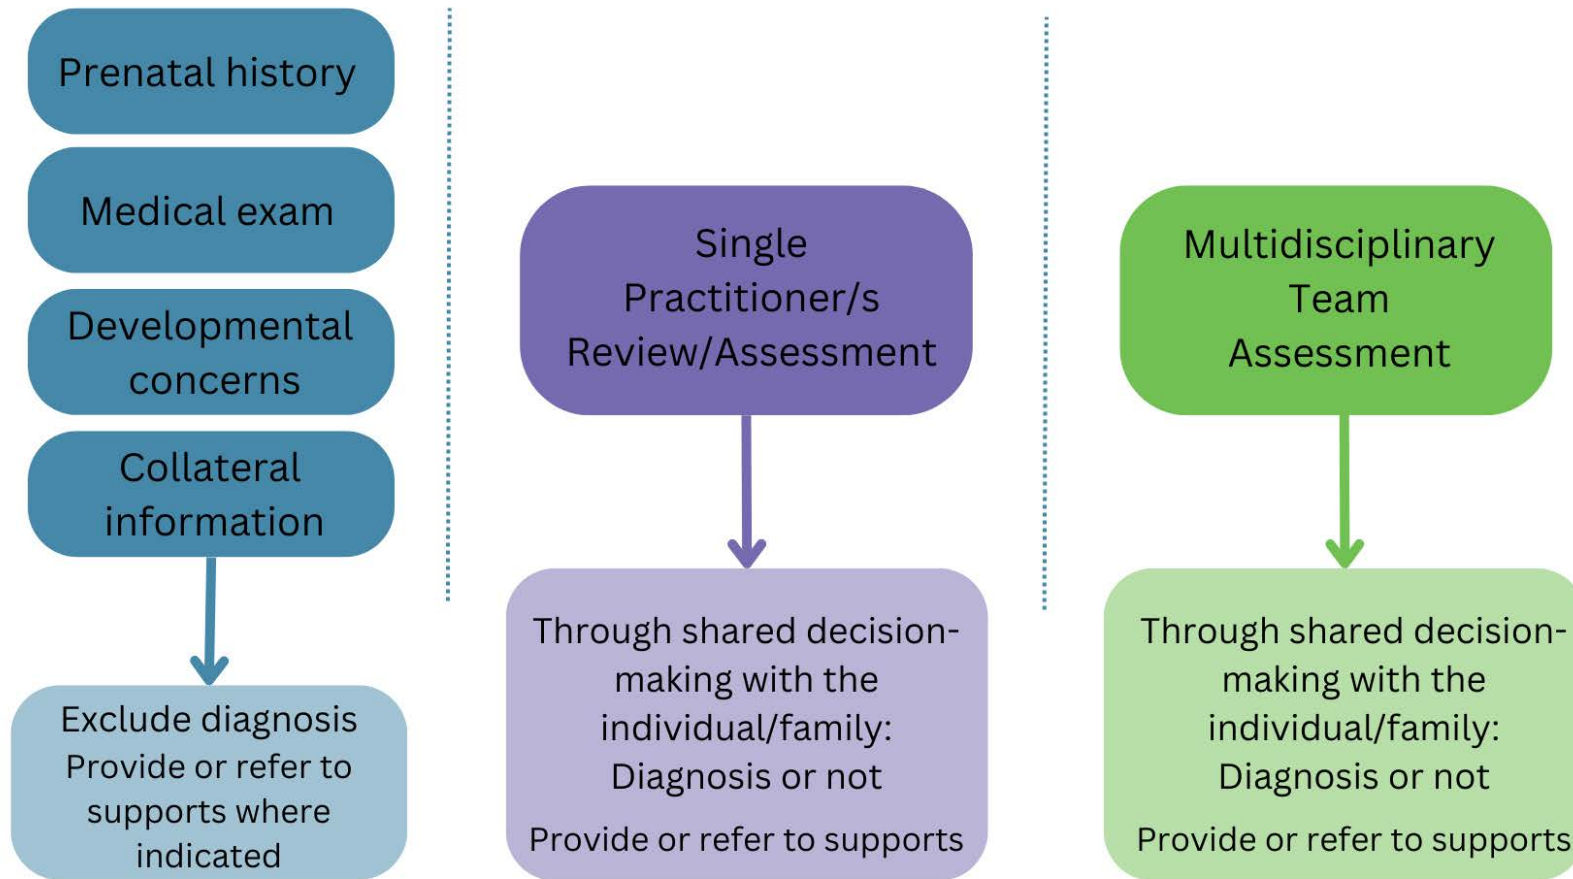 Prenatal history
Medical exam
Developmental
concerns
Collateral
information
Exclude diagnosis
Provide or refer to
supports where
indicated
Single
Practitioner/s
Review/Assessment
Through shared decision-
making with the
individual/family:
Diagnosis or not
Provide or refer to supports
Multidisciplinary
Team
Assessment
Through shared decision-
making with the
individual/family:
Diagnosis or not
Provide or refer to supports